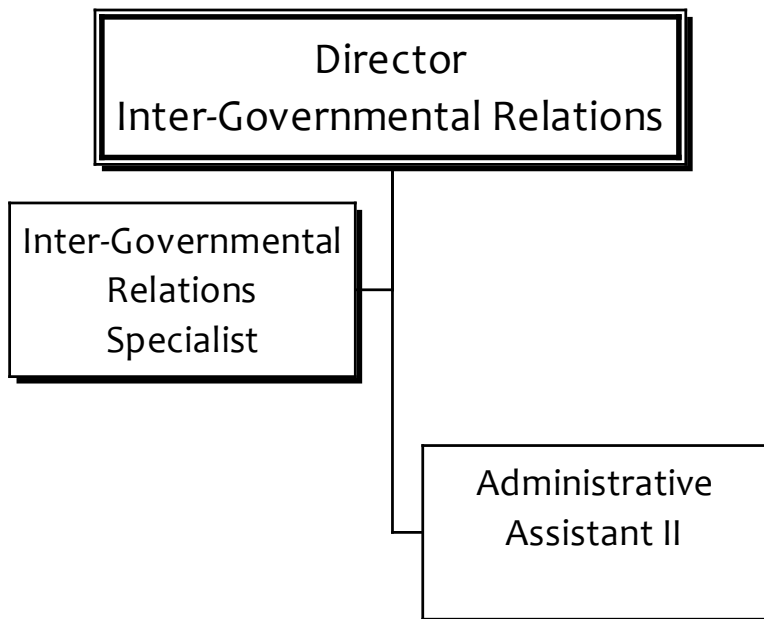 Director
Inter-Governmental Relations
Inter-Governmental
Relations
Specialist
Administrative
Assistant II